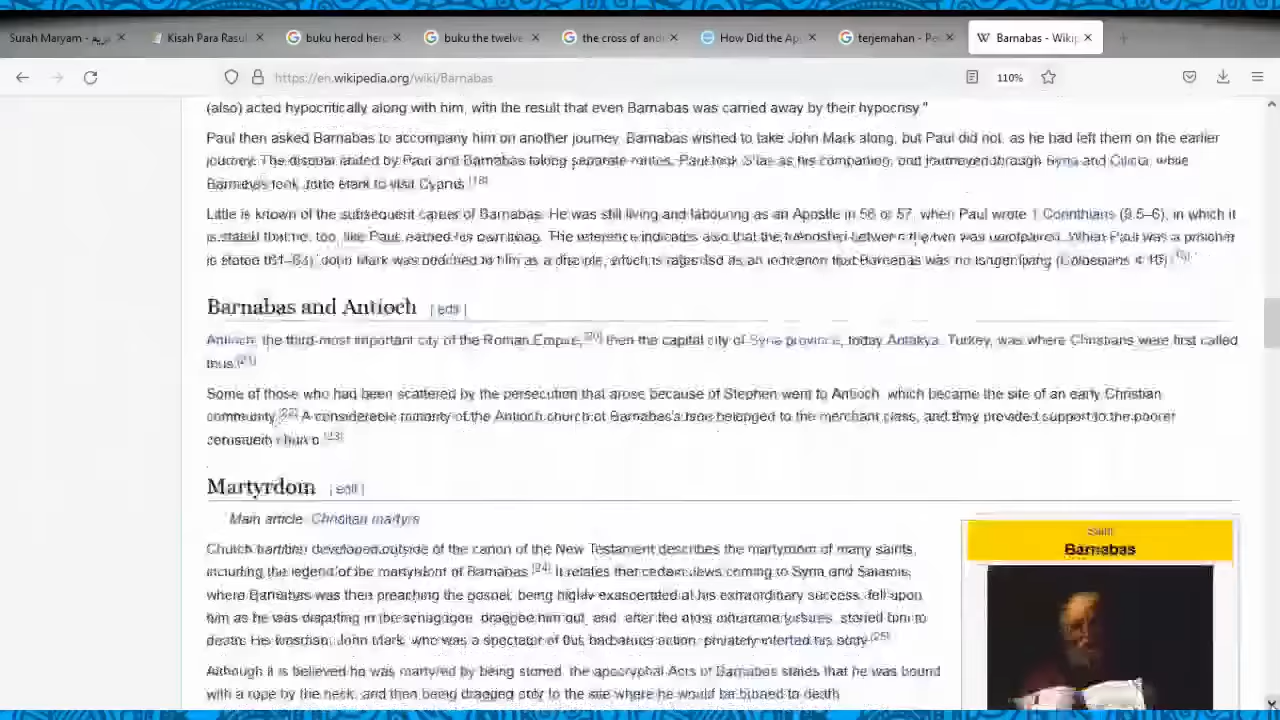 Surah Maryam - مريم
Kisah Para Rasul
buku herod her
buku the twelve
the cross of and
How Did the Ap
terjemahan - Pe
Barnabas - Wikip
https://en.wikipedia.org/wiki/Barnabas
110%
(also) acted hypocritically along with him, with the result that even Barnabas was carried away by their hypocrisy."
Paul then asked Barnabas to accompany him on another journey. Barnabas wished to take John Mark along, but Paul did not, as he had left them on the earlier
journey. The dispute ended by Paul and Barnabas taking separate routes. Paul took Silas as his companion, and journeyed through Syria and Cilicia; while
Barnabas took John Mark to visit Cyprus.[18]
Little is known of the subsequent career of Barnabas. He was still living and labouring as an Apostle in 56 or 57, when Paul wrote 1 Corinthians (9:5–6), in which it
is stated that he, too, like Paul, earned his own living. The reference indicates also that the friendship between the two was unimpaired. When Paul was a prisoner
John Mark was attached to him as a disciple, which is regarded as an indication that Barnabas was no longer living (Colossians 4:10).
Barnabas and Antioch [ edit ]
Antioch, the third-most important city of the Roman Empire,[20] then the capital city of Syria province, today Antakya, Turkey, was where Christians were first called
thus.[21]
Some of those who had been scattered by the persecution that arose because of Stephen went to Antioch, which became the site of an early Christian
community.[22] A considerable minority of the Antioch church of Barnabas's time belonged to the merchant class, and they provided support to the poorer
[23]
Martyrdom [ edit ]
Main article: Christian martyrs
Church tradition developed outside of the canon of the New Testament describes the martyrdom of many saints,
including the legend of the martyrdom of Barnabas.[24] It relates that certain Jews coming to Syria and Salamis,
where Barnabas was then preaching the gospel, being highly exasperated at his extraordinary success, fell upon
him as he was disputing in the synagogue, dragged him out, and, after the most inhumane tortures, stoned him to
death. His kinsman, John Mark, who was a spectator of this barbarous action, privately interred his body.[25]
Although it is believed he was martyred by being stoned, the apocryphal Acts of Barnabas states that he was bound
with a rope by the neck, and then being dragged only to the site where he would be burned to death.
Saint
Barnabas